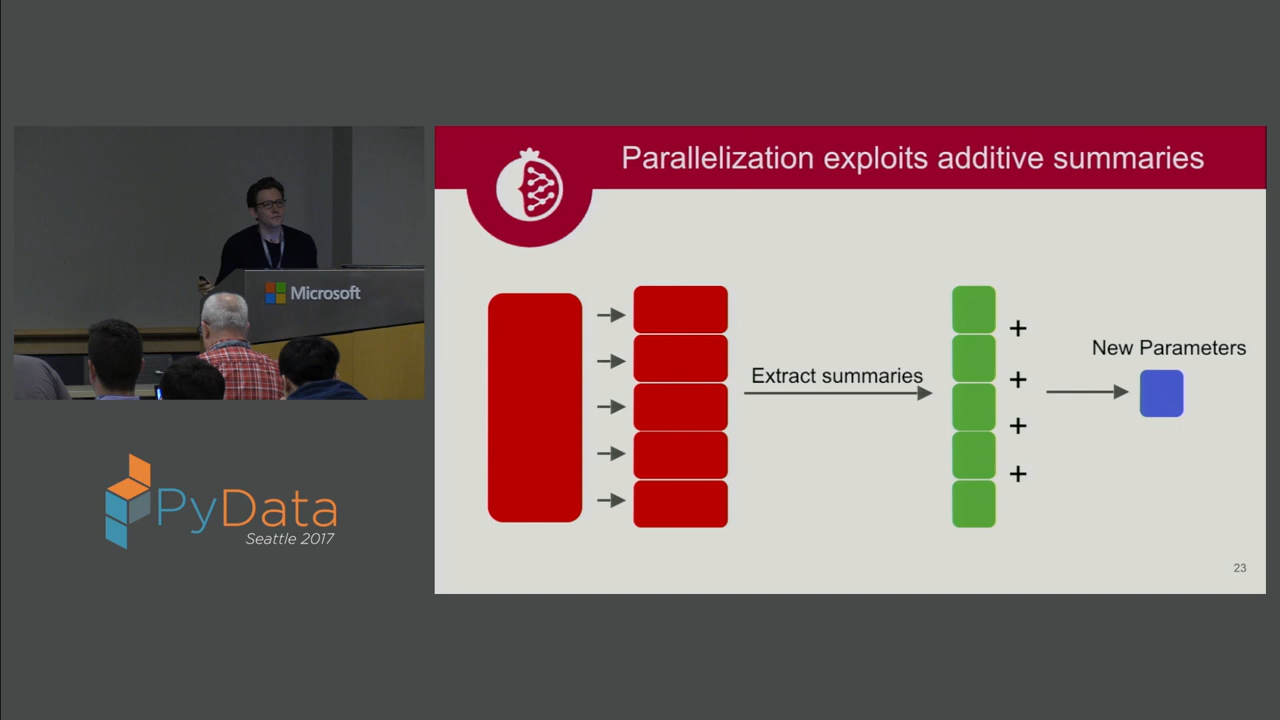 Parallelization exploits additive summaries
Microsoft
Extract summaries
+
+
+
+
New Parameters
PyData
Seattle 2017
23